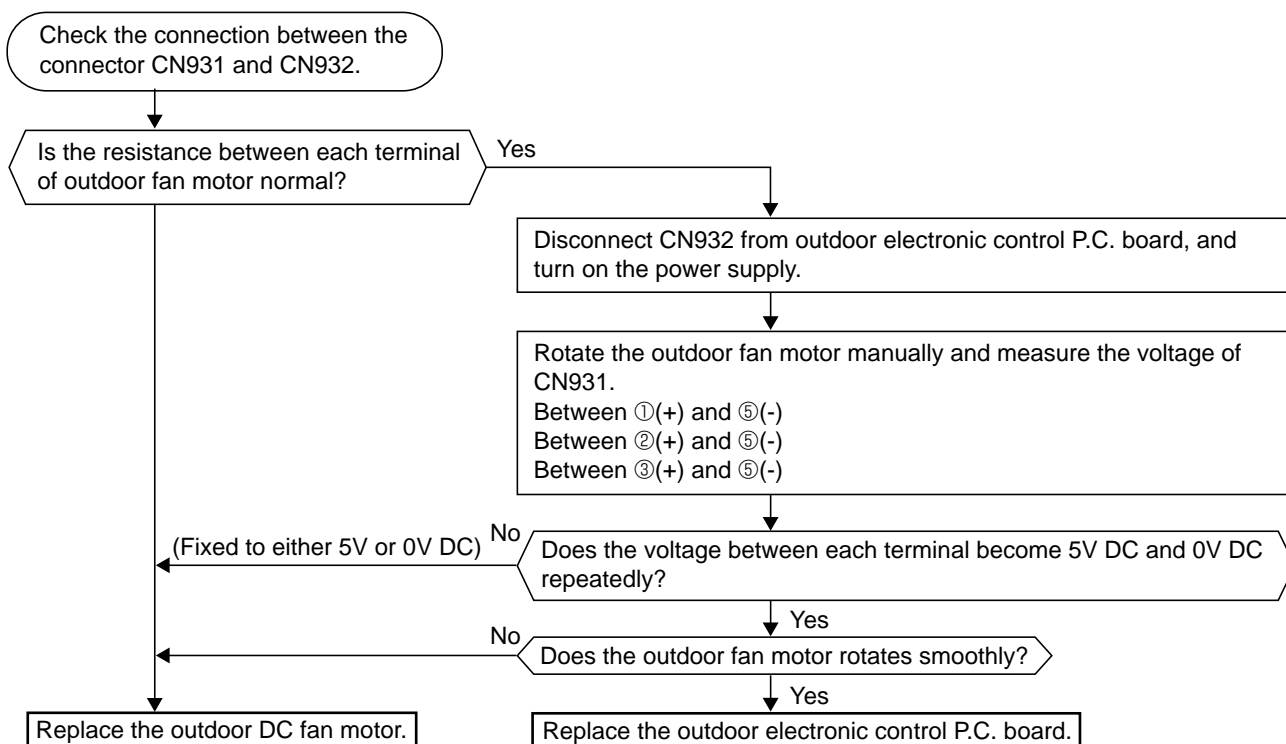 Check the connection between the
connector CN931 and CN932.
Is the resistance between each terminal
of outdoor fan motor normal?
Yes
Disconnect CN932 from outdoor electronic control P.C. board, and
turn on the power supply.
Rotate the outdoor fan motor manually and measure the voltage of
CN931.
Between ①(+) and ⑤(-)
Between ②(+) and ⑤(-)
Between ③(+) and ⑤(-)
(Fixed to either 5V or 0V DC)
No
Does the voltage between each terminal become 5V DC and 0V DC
repeatedly?
Yes
No
Does the outdoor fan motor rotates smoothly?
Yes
Replace the outdoor DC fan motor.
Replace the outdoor electronic control P.C. board.